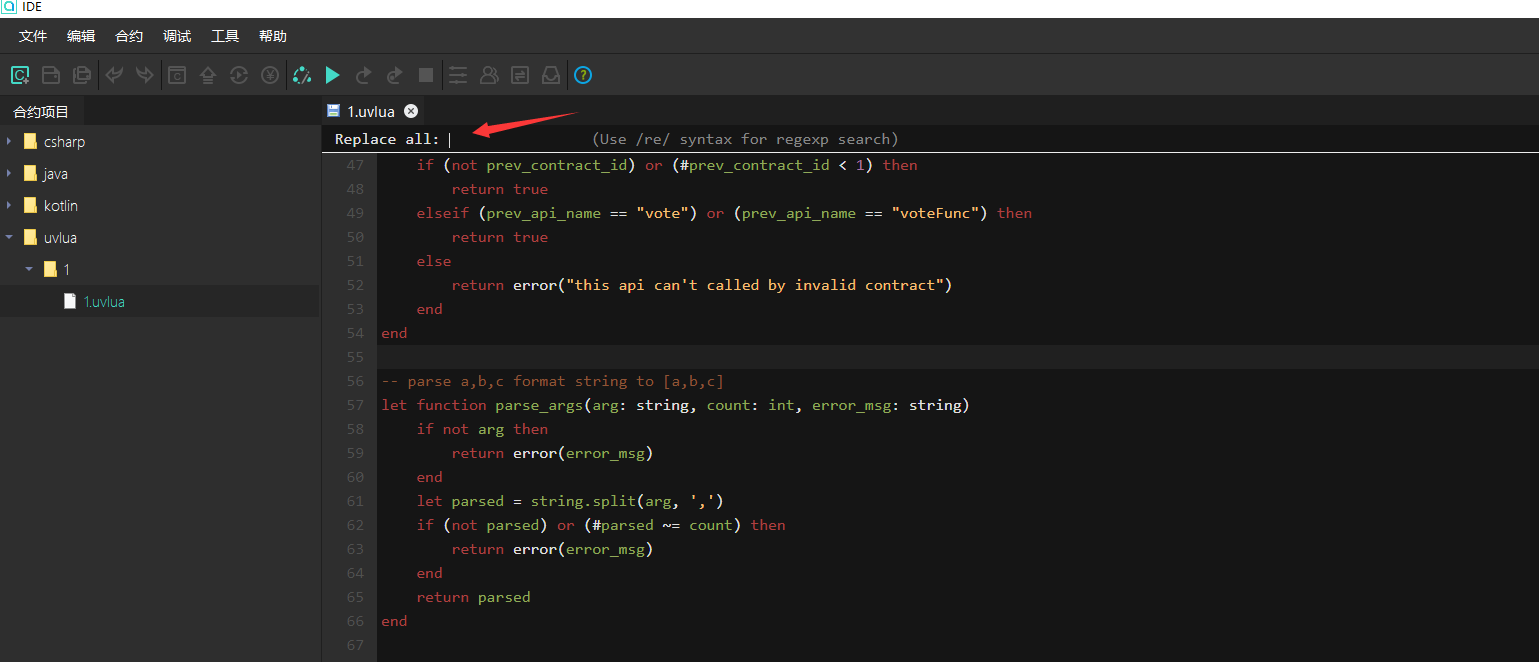 IDE
文件 编辑 合约 调试 工具 帮助
合约项目
csharp
java
kotlin
uvlua
1
1.uvlua
1.uvlua
Replace all: (Use /re/ syntax for regexp search)
47 if (not prev_contract_id) or (#prev_contract_id < 1) then
48 return true
49 elseif (prev_api_name == "vote") or (prev_api_name == "voteFunc") then
50 return true
51 else
52 return error("this api can't called by invalid contract")
53 end
54 end
55
56 -- parse a,b,c format string to [a,b,c]
57 let function parse_args(arg: string, count: int, error_msg: string)
58 if not arg then
59 return error(error_msg)
60 end
61 let parsed = string.split(arg, ',')
62 if (not parsed) or (#parsed ~= count) then
63 return error(error_msg)
64 end
65 return parsed
66 end
67